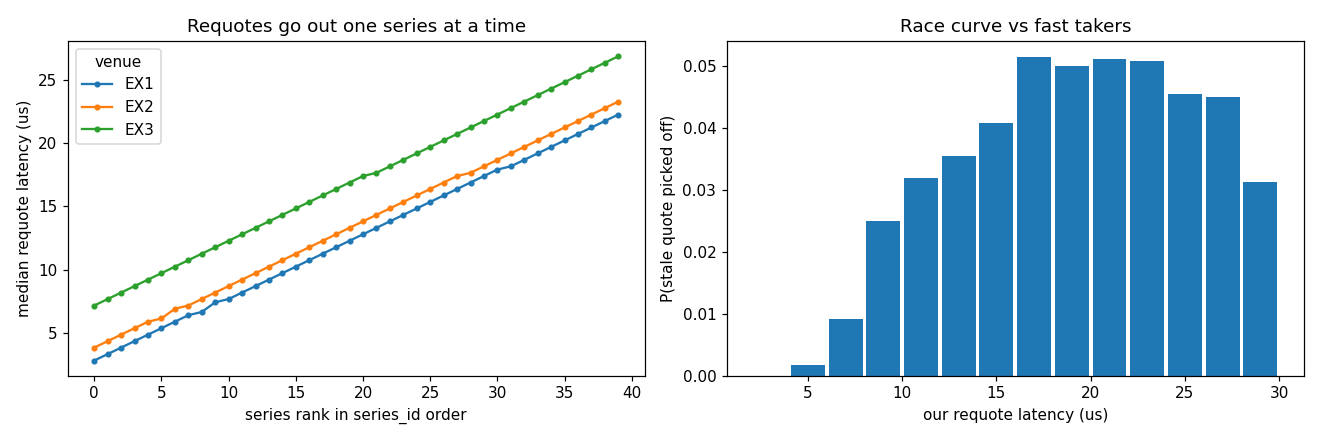 Requotes go out one series at a time
venue
EX1
EX2
EX3
25
20
15
10
5
median requote latency (us)
0
5
10
15
20
25
30
35
40
series rank in series_id order
Race curve vs fast takers
0.05
0.04
0.03
0.02
0.01
0.00
P(stale quote picked off)
5
10
15
20
25
30
our requote latency (us)